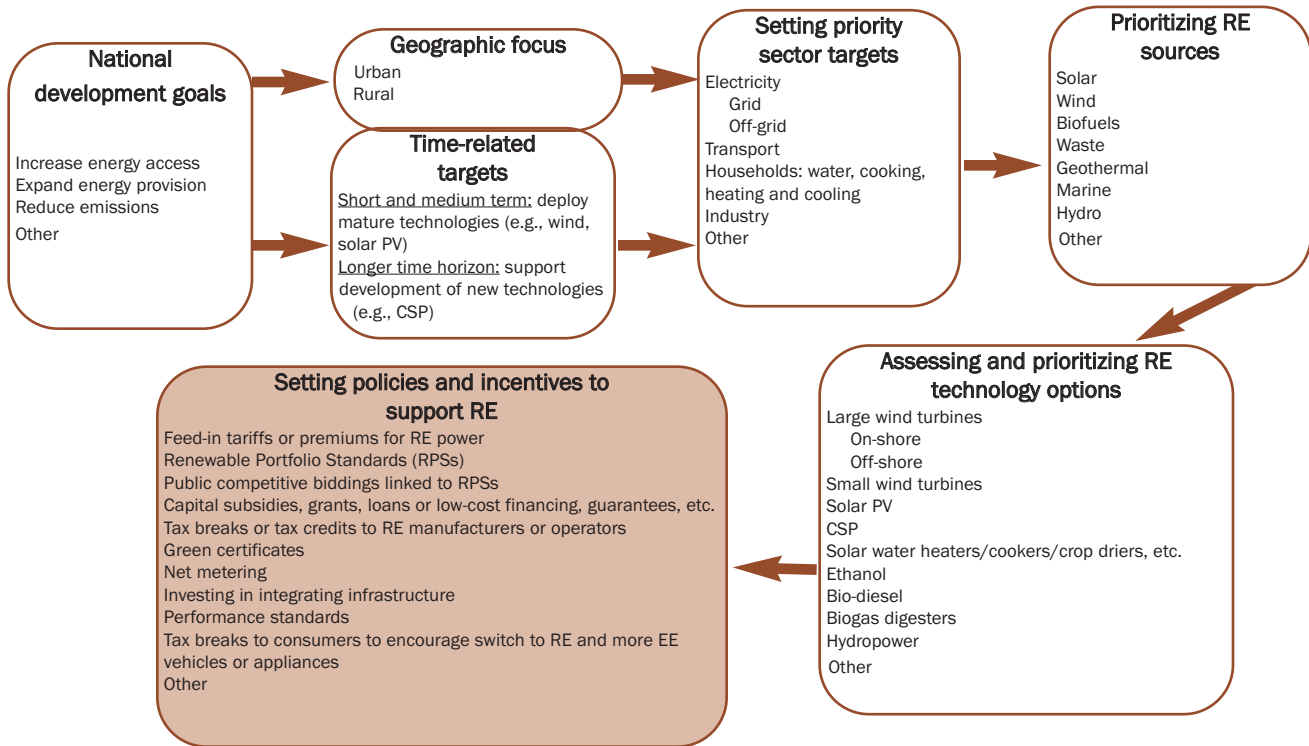 National
development goals
Increase energy access
Expand energy provision
Reduce emissions
Other
Geographic focus
Urban
Rural
Time-related
targets
Short and medium term: deploy
mature technologies (e.g., wind,
solar PV)
Longer time horizon: support
development of new technologies
(e.g., CSP)
Setting priority
sector targets
Electricity
Grid
Off-grid
Transport
Households: water, cooking,
heating and cooling
Industry
Other
Prioritizing RE
sources
Solar
Wind
Biofuels
Waste
Geothermal
Marine
Hydro
Other
Assessing and prioritizing RE
technology options
Large wind turbines
On-shore
Off-shore
Small wind turbines
Solar PV
CSP
Solar water heaters/cookers/crop driers, etc.
Ethanol
Bio-diesel
Biogas digesters
Hydropower
Other
Setting policies and incentives to
support RE
Feed-in tariffs or premiums for RE power
Renewable Portfolio Standards (RPSs)
Public competitive biddings linked to RPSs
Capital subsidies, grants, loans or low-cost financing, guarantees, etc.
Tax breaks or tax credits to RE manufacturers or operators
Green certificates
Net metering
Investing in integrating infrastructure
Performance standards
Tax breaks to consumers to encourage switch to RE and more EE
vehicles or appliances
Other